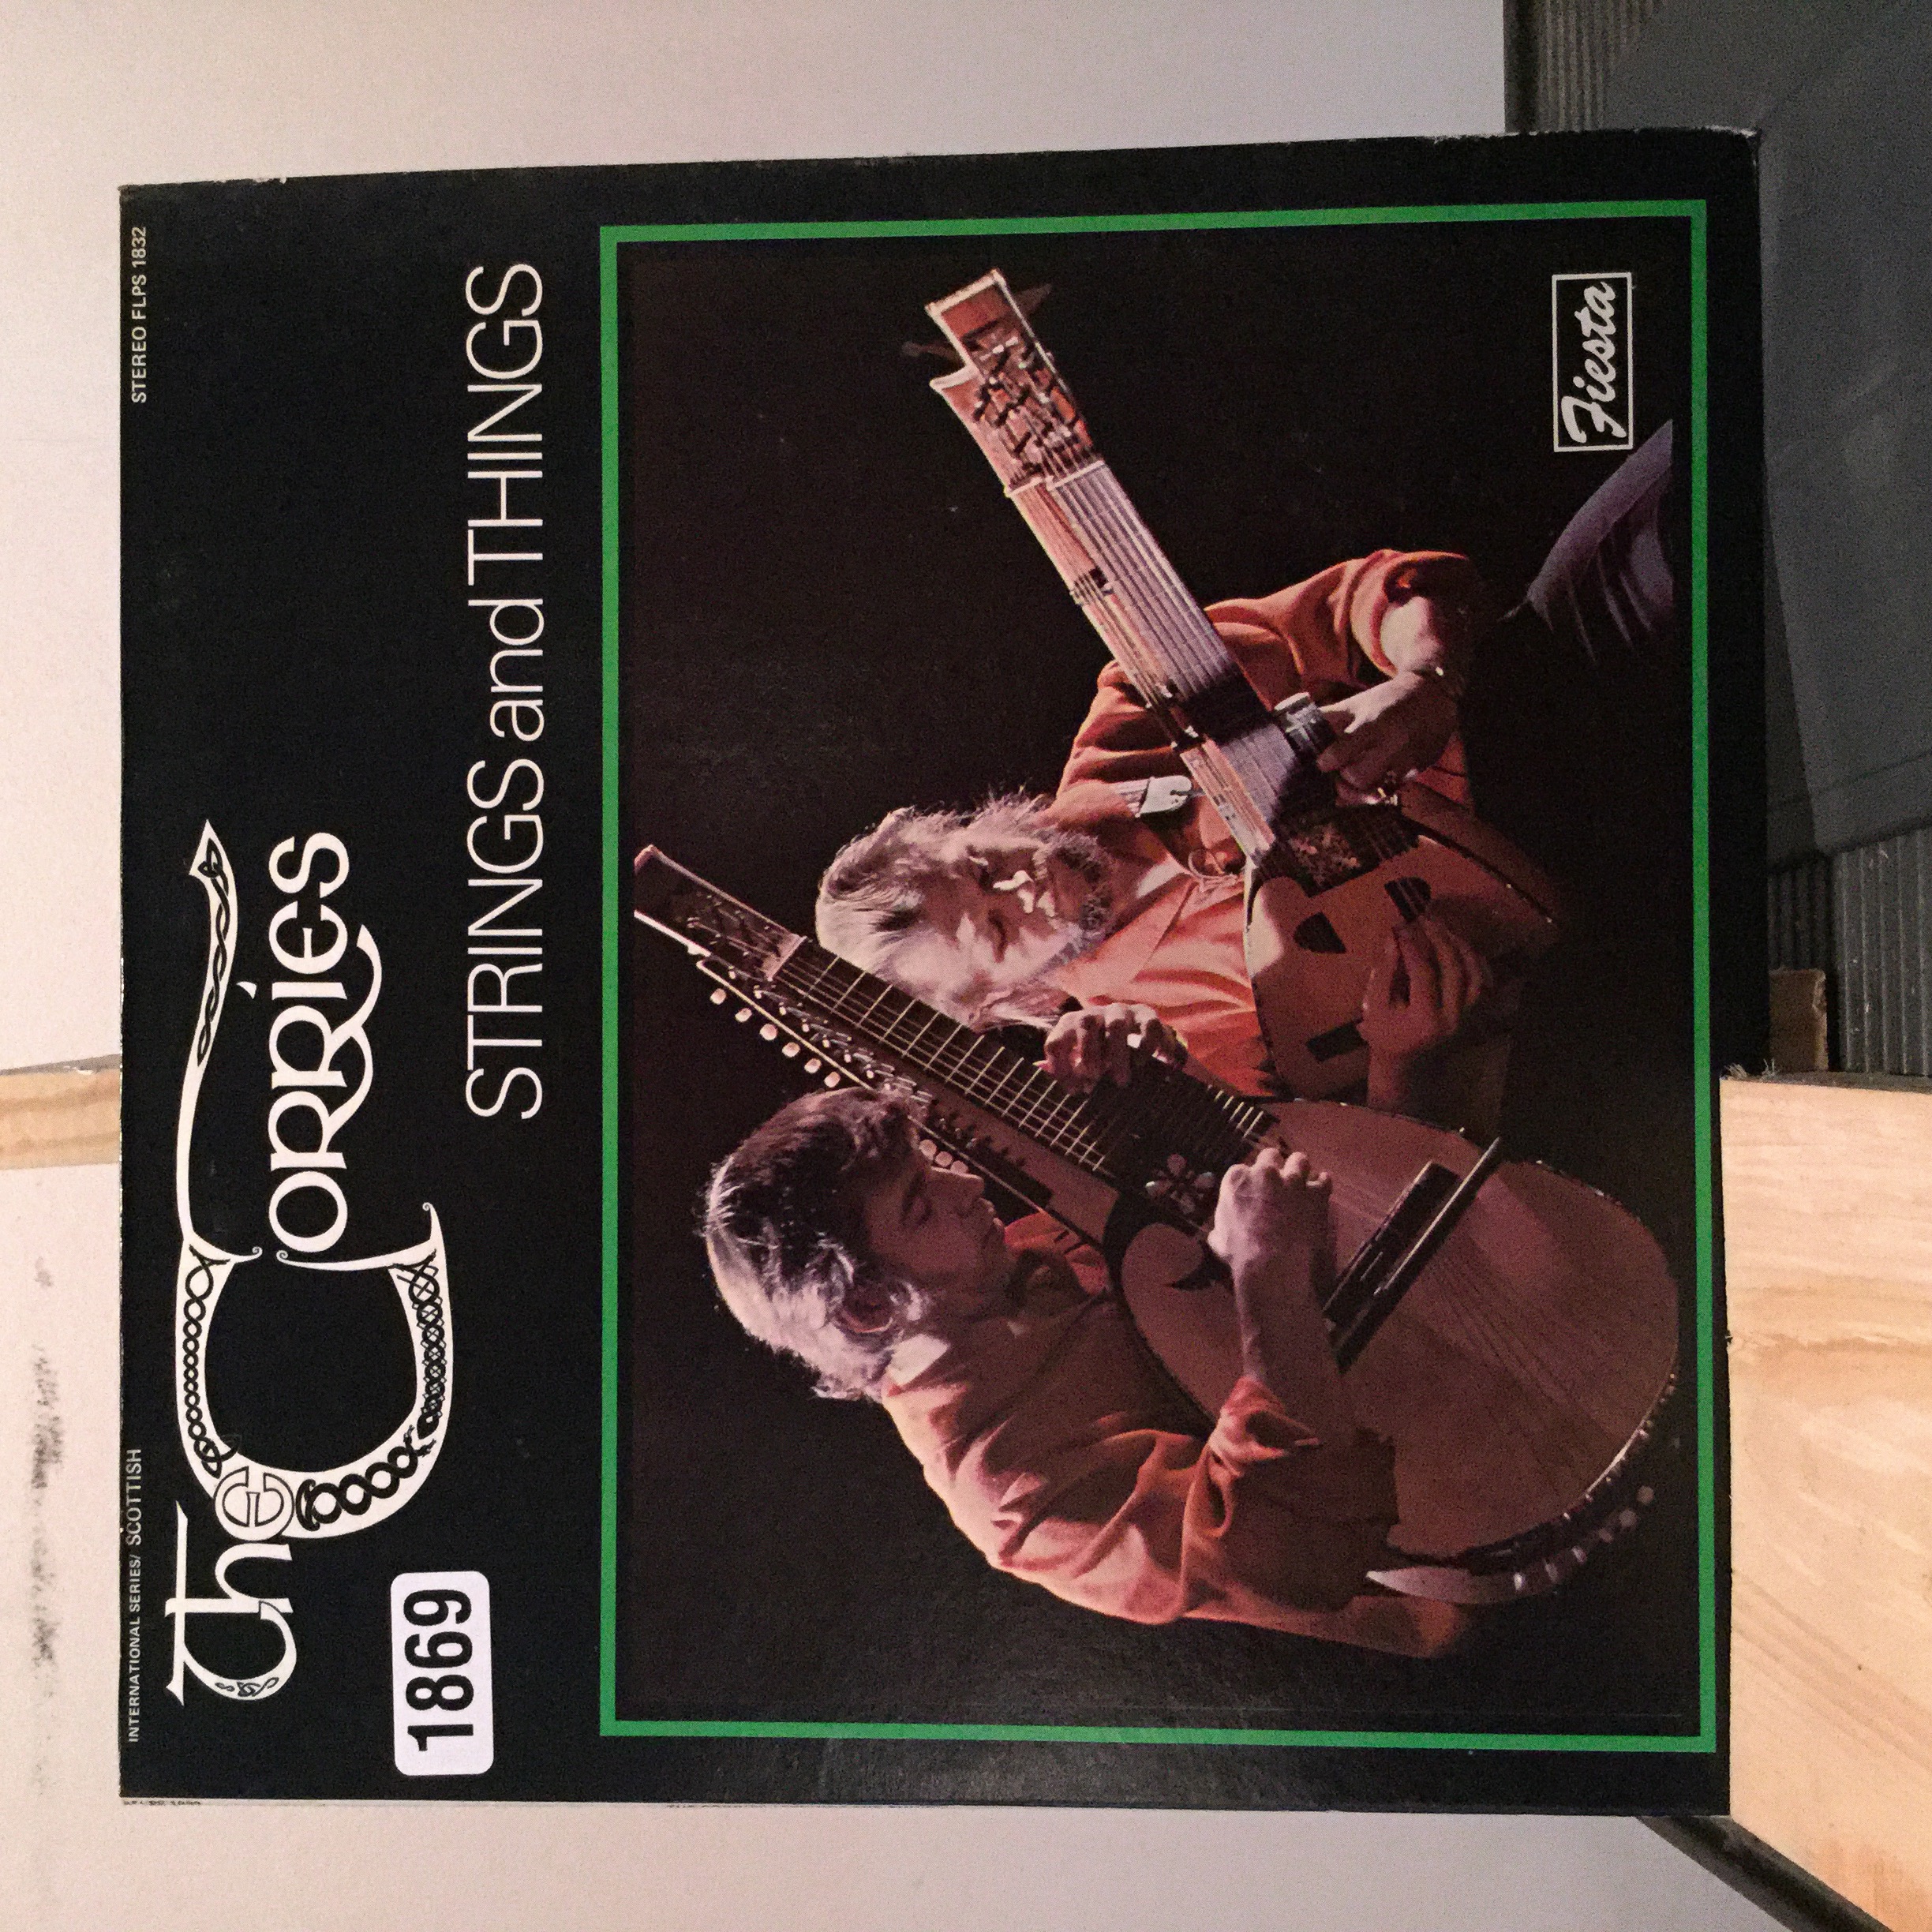 INTERNATIONAL SERIES/ SCOTTISH
STEREO FLPS 1832
The Corries
1869
STRINGS and THINGS
Fiesta